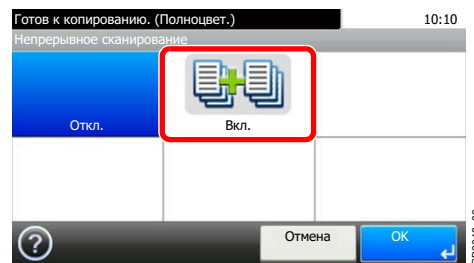 Готов к копированию. (Полноцвет.) 10:10
Непрерывное сканирование
Откл. Вкл.
Отмена OK